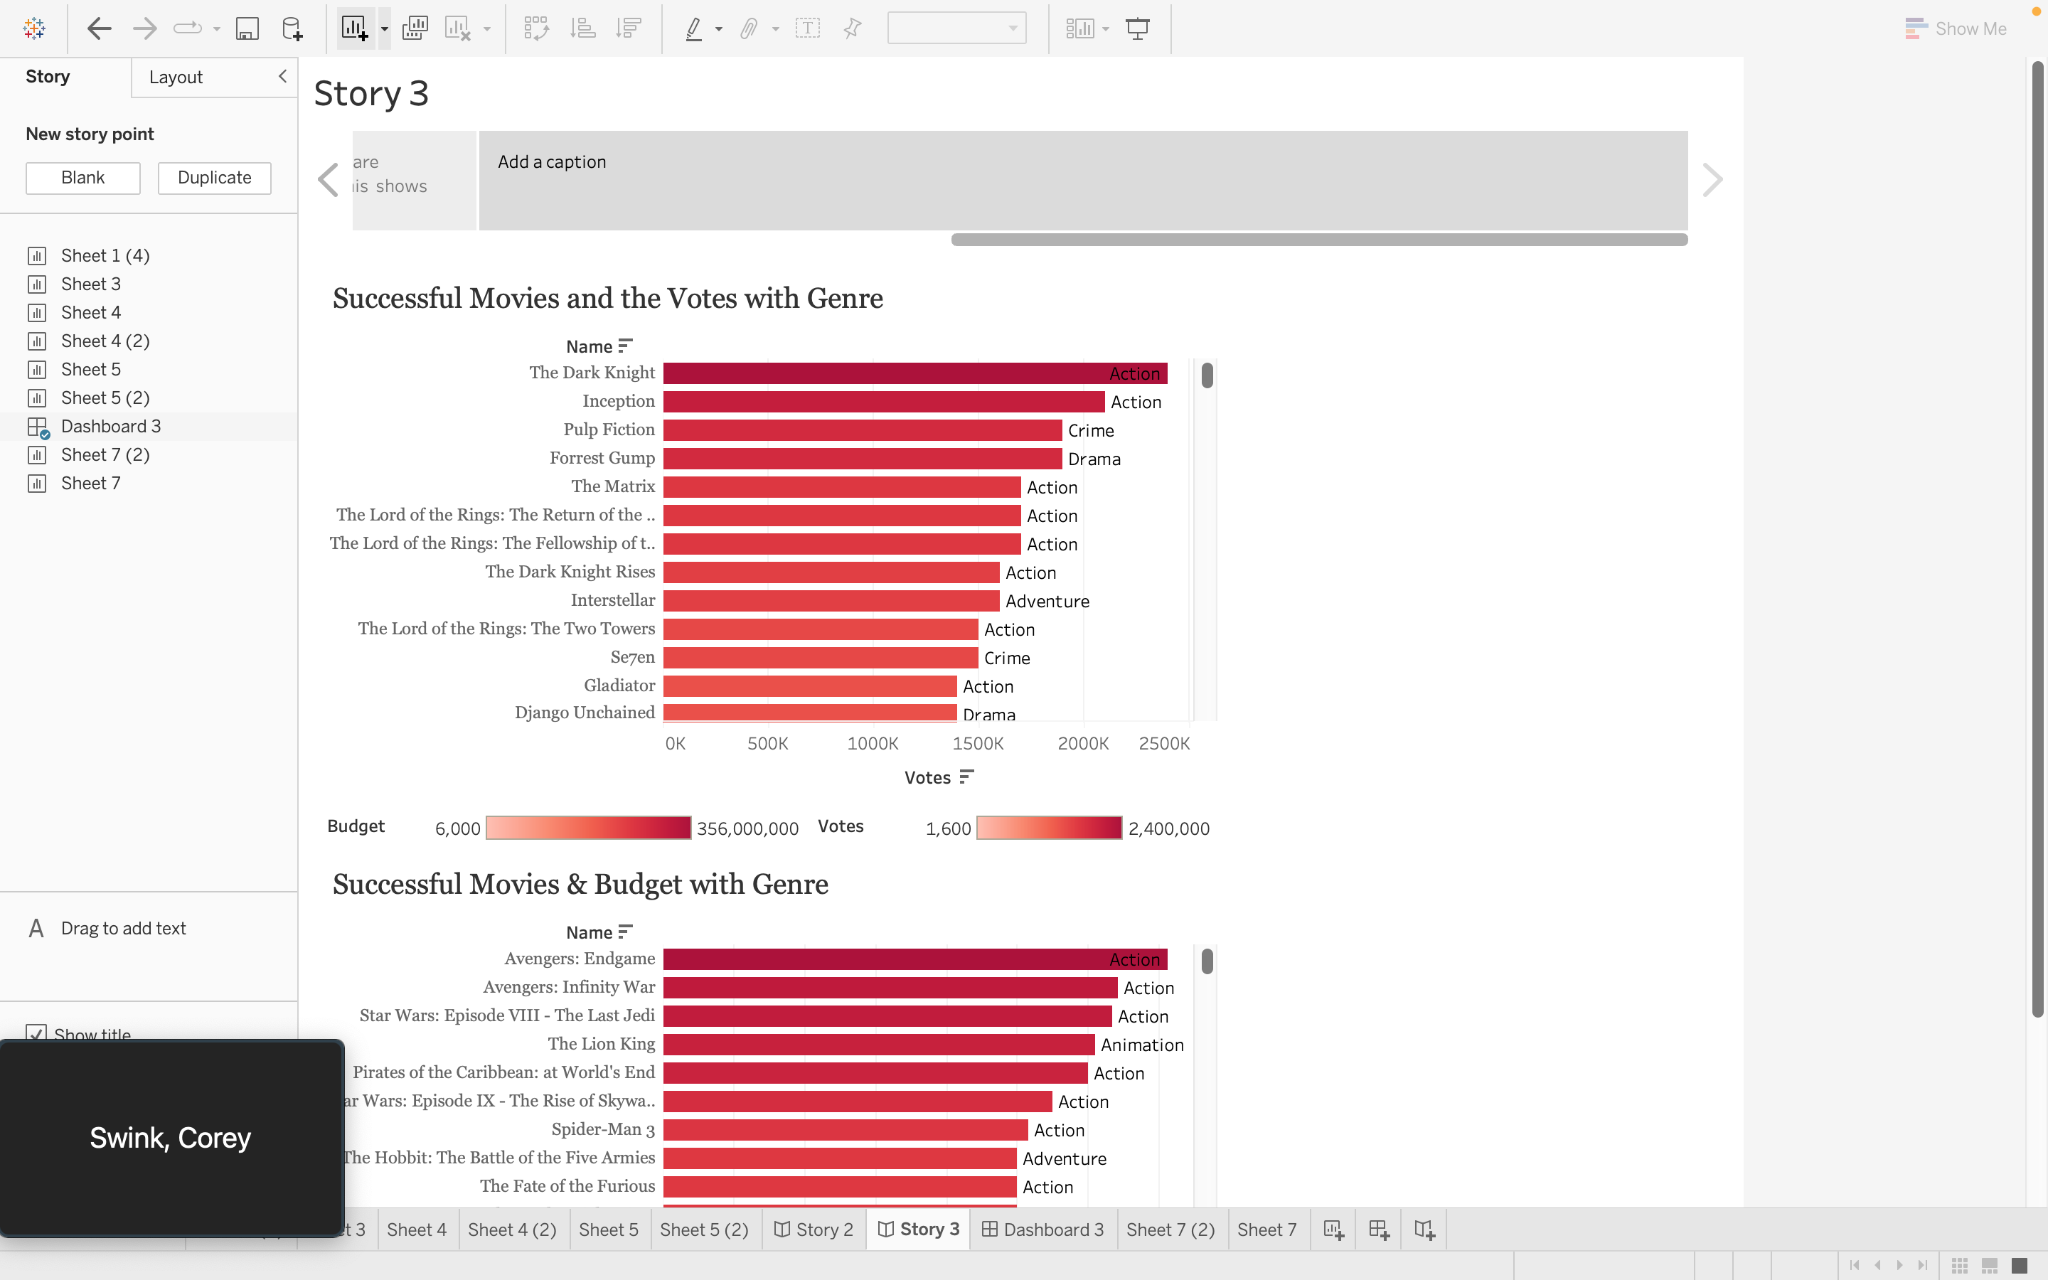 Show Me
Story
Layout
New story point
Blank
Duplicate
Sheet 1 (4)
Sheet 3
Sheet 4
Sheet 4 (2)
Sheet 5
Sheet 5 (2)
Dashboard 3
Sheet 7 (2)
Sheet 7
A Drag to add text
Show title
Swink, Corey
Story 3
are
is shows
Add a caption
Successful Movies and the Votes with Genre
Name
The Dark Knight Action
Inception Action
Pulp Fiction Crime
Forrest Gump Drama
The Matrix Action
The Lord of the Rings: The Return of the .. Action
The Lord of the Rings: The Fellowship of t.. Action
The Dark Knight Rises Action
Interstellar Adventure
The Lord of the Rings: The Two Towers Action
Se7en Crime
Gladiator Action
Django Unchained Drama
0K 500K 1000K 1500K 2000K 2500K
Votes
Budget 6,000 356,000,000 Votes 1,600 2,400,000
Successful Movies & Budget with Genre
Name
Avengers: Endgame Action
Avengers: Infinity War Action
Star Wars: Episode VIII - The Last Jedi Action
The Lion King Animation
Pirates of the Caribbean: at World's End Action
ar Wars: Episode IX - The Rise of Skywa.. Action
Spider-Man 3 Action
The Hobbit: The Battle of the Five Armies Adventure
The Fate of the Furious Action
t 3 Sheet 4 Sheet 4 (2) Sheet 5 Sheet 5 (2) Story 2 Story 3 Dashboard 3 Sheet 7 (2) Sheet 7